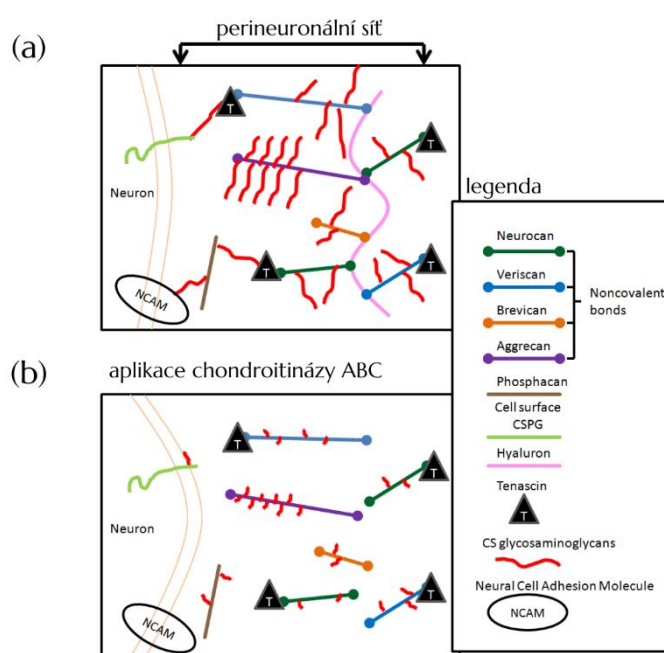 (a)
perineuronální síť
T
T
Neuron
T
T
NCAM
legenda
Neurocan
Veriscan
Noncovalent
bonds
Brevican
Aggrecan
Phosphacan
Cell surface
CSPG
Hyaluron
Tenascin
T
CS glycosaminoglycans
Neural Cell Adhesion Molecule
NCAM
(b)
aplikace chondroitinázy ABC
T
T
Neuron
T
T
NCAM